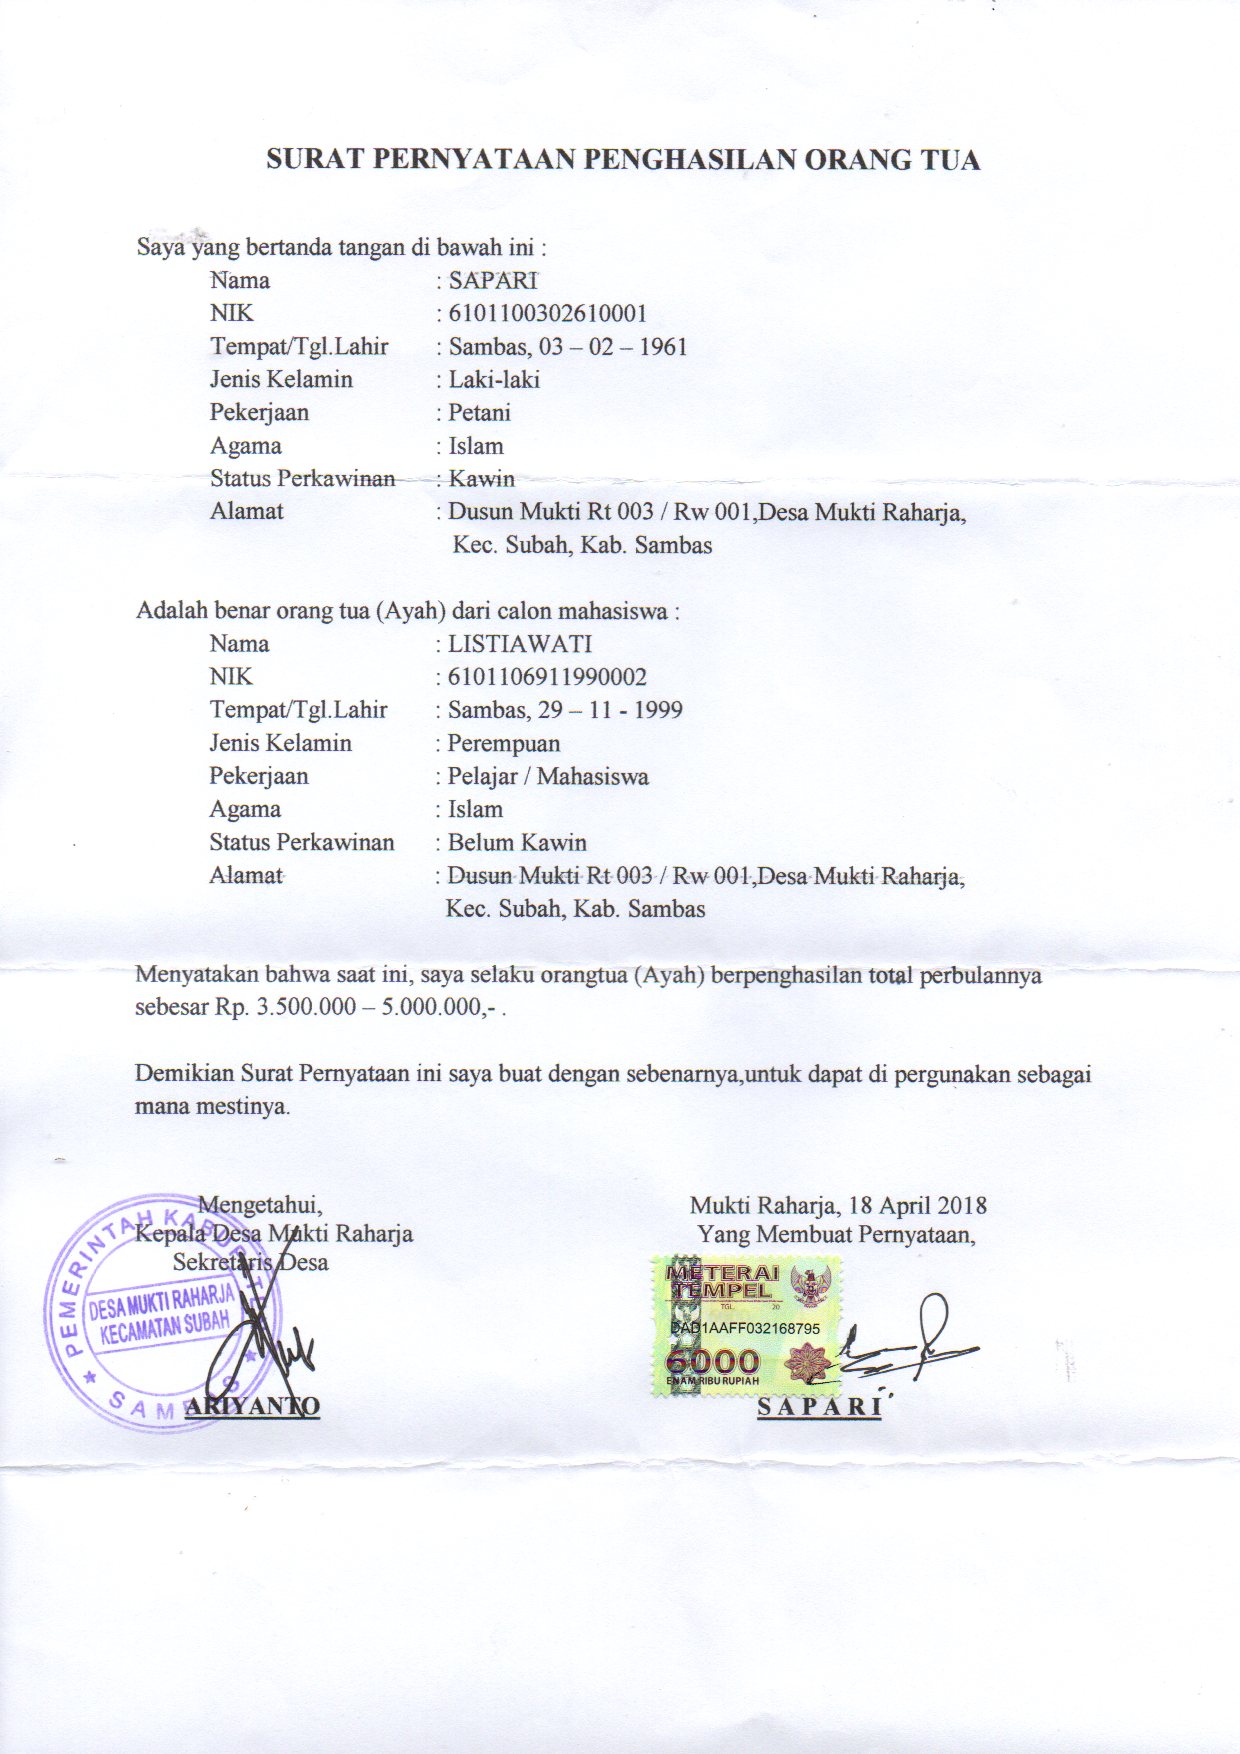 SURAT PERNYATAAN PENGHASILAN ORANG TUA
Saya yang bertanda tangan di bawah ini :
Nama : SAPARI
NIK : 6101100302610001
Tempat/Tgl.Lahir : Sambas, 03 – 02 – 1961
Jenis Kelamin : Laki-laki
Pekerjaan : Petani
Agama : Islam
Status Perkawinan : Kawin
Alamat : Dusun Mukti Rt 003 / Rw 001,Desa Mukti Raharja,
Kec. Subah, Kab. Sambas
Adalah benar orang tua (Ayah) dari calon mahasiswa :
Nama : LISTIAWATI
NIK : 6101106911990002
Tempat/Tgl.Lahir : Sambas, 29 – 11 - 1999
Jenis Kelamin : Perempuan
Pekerjaan : Pelajar / Mahasiswa
Agama : Islam
Status Perkawinan : Belum Kawin
Alamat : Dusun Mukti Rt 003 / Rw 001,Desa Mukti Raharja,
Kec. Subah, Kab. Sambas
Menyatakan bahwa saat ini, saya selaku orangtua (Ayah) berpenghasilan total perbulannya
sebesar Rp. 3.500.000 – 5.000.000,- .
Demikian Surat Pernyataan ini saya buat dengan sebenarnya,untuk dapat di pergunakan sebagai
mana mestinya.
Mengetahui,
Kepala Desa Mukti Raharja
Sekretaris Desa
PEMERINTAH
DESA MUKTI RAHARJA
KECAMATAN SUBAH
ARIYANTO
Mukti Raharja, 18 April 2018
Yang Membuat Pernyataan,
METERAI
TEMPEL
TGL. 20
DAD1AAFF032168795
6000
ENAM RIBU RUPIAH
S A P A R I